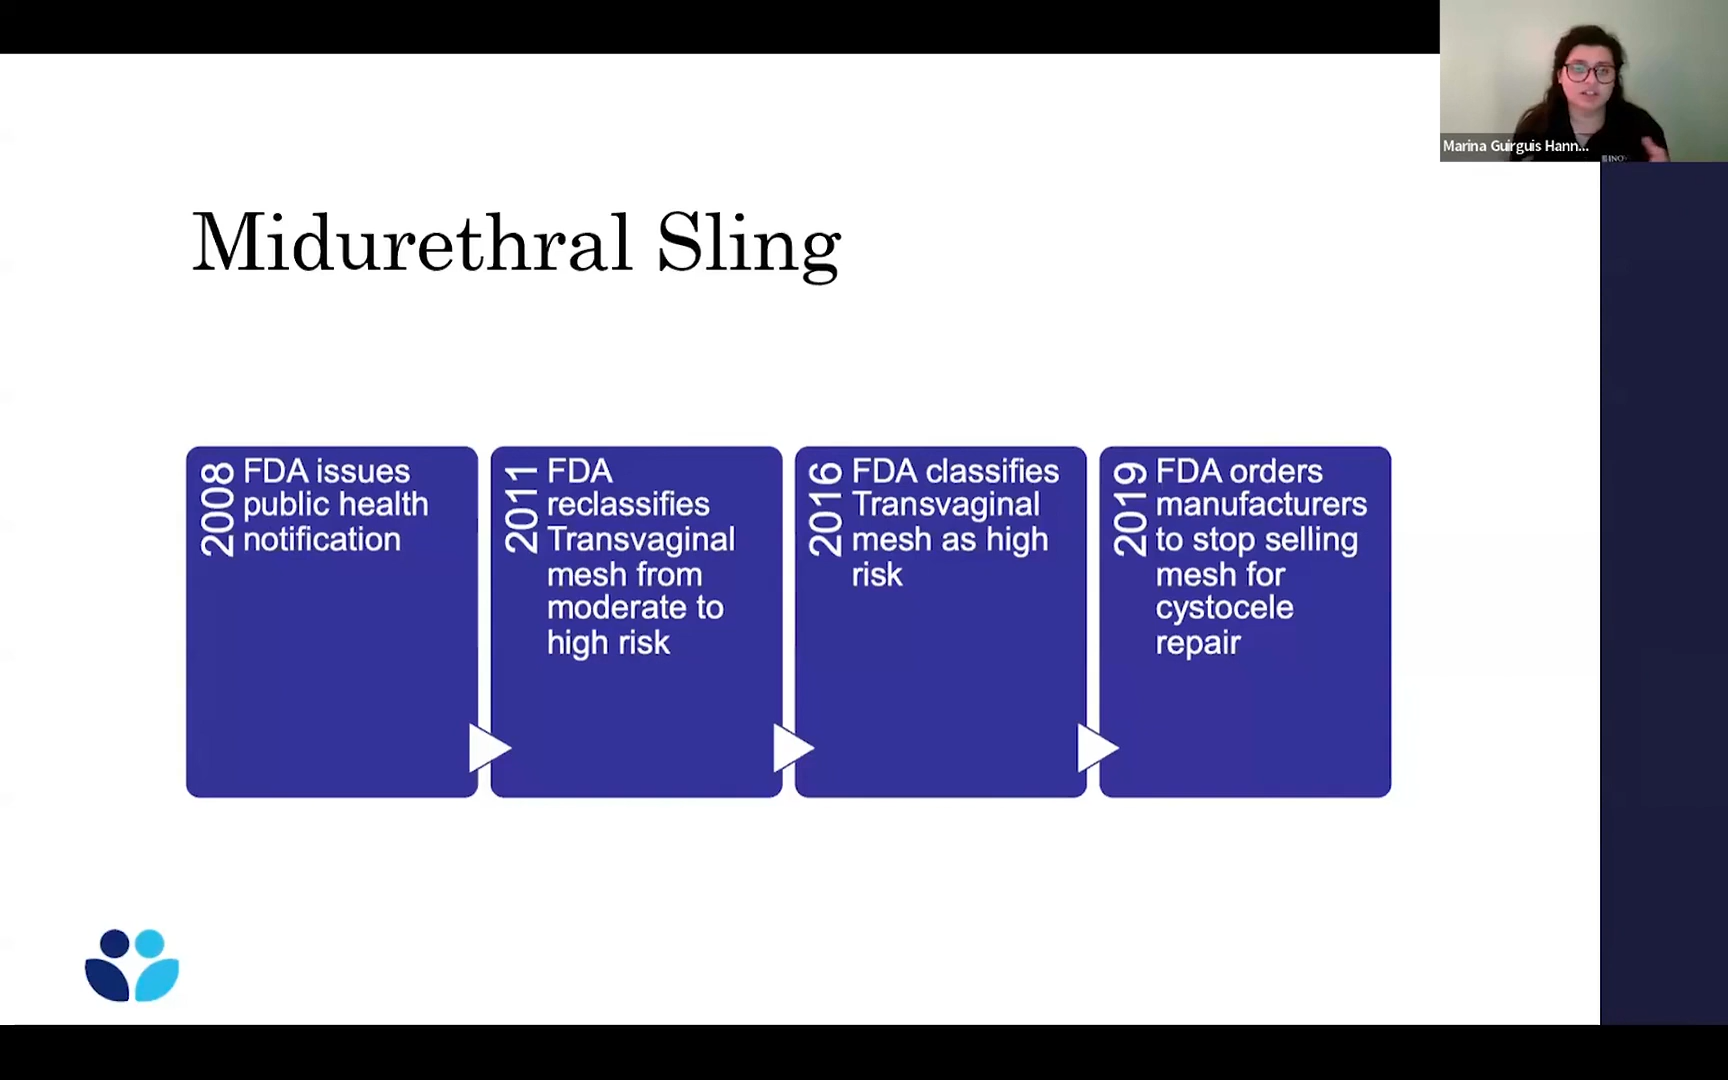 Marina Guirguis Hann...
Midurethral Sling
2008
FDA issues
public health
notification
2011
FDA
reclassifies
Transvaginal
mesh from
moderate to
high risk
2016
FDA classifies
Transvaginal
mesh as high
risk
2019
FDA orders
manufacturers
to stop selling
mesh for
cystocele
repair